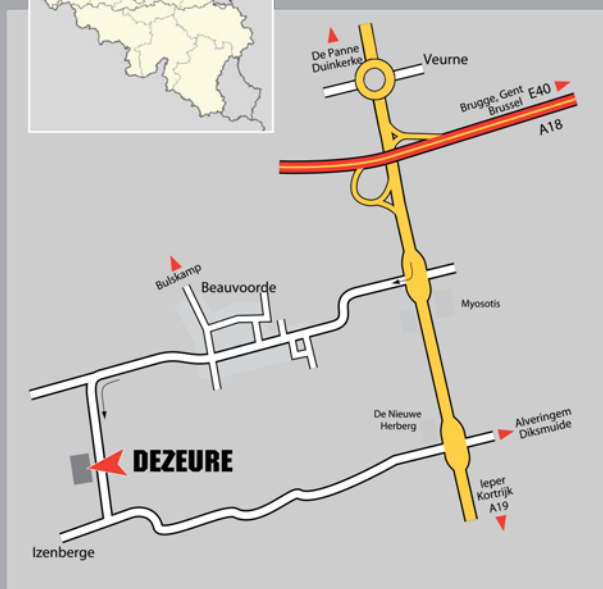 De Panne
Duinkerke
Veurne
Brugge, Gent
Brussel
E40
A18
Bulskamp
Beauvoorde
Myosotis
De Nieuwe
Herberg
Alveringem
Diksmuide
DEZEURE
Ieper
Kortrijk
A19
Izenberge